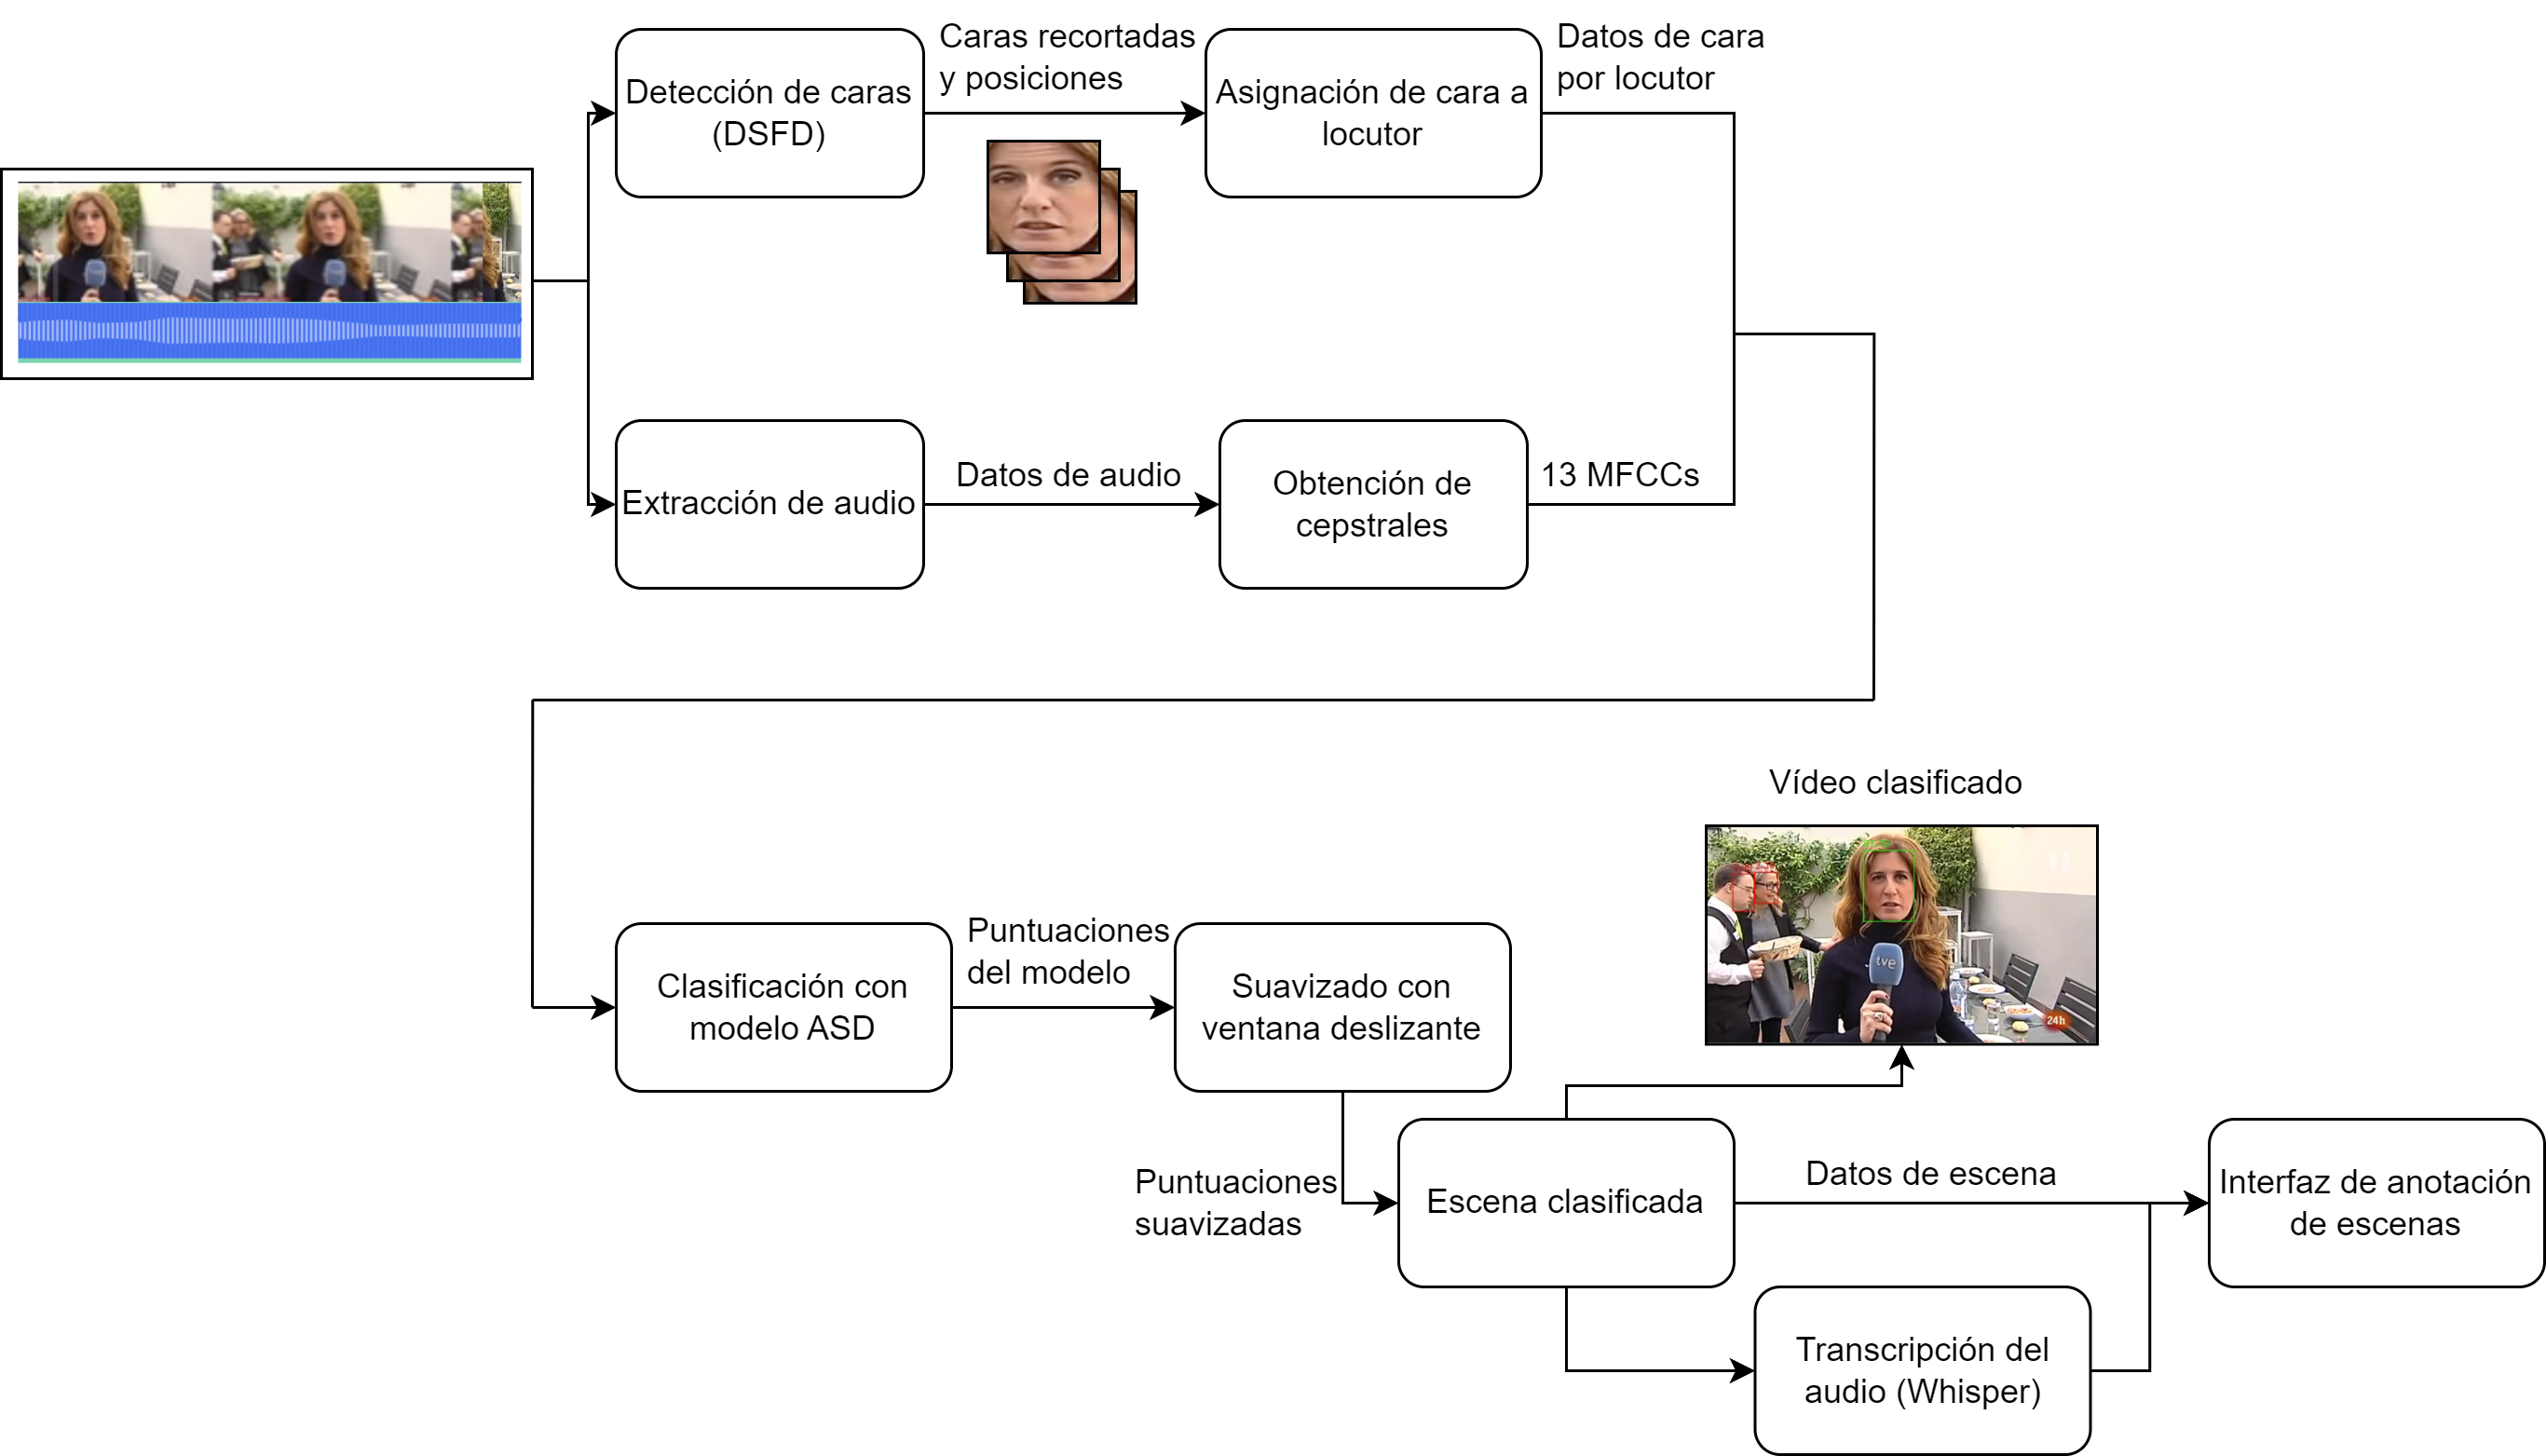 Detección de caras
(DSFD)
Caras recortadas
y posiciones
Asignación de cara a
locutor
Datos de cara
por locutor
Extracción de audio
Datos de audio
Obtención de
cepstrales
13 MFCCs
Clasificación con
modelo ASD
Puntuaciones
del modelo
Suavizado con
ventana deslizante
Vídeo clasificado
tve
24h
Puntuaciones
suavizadas
Escena clasificada
Datos de escena
Interfaz de anotación
de escenas
Transcripción del
audio (Whisper)